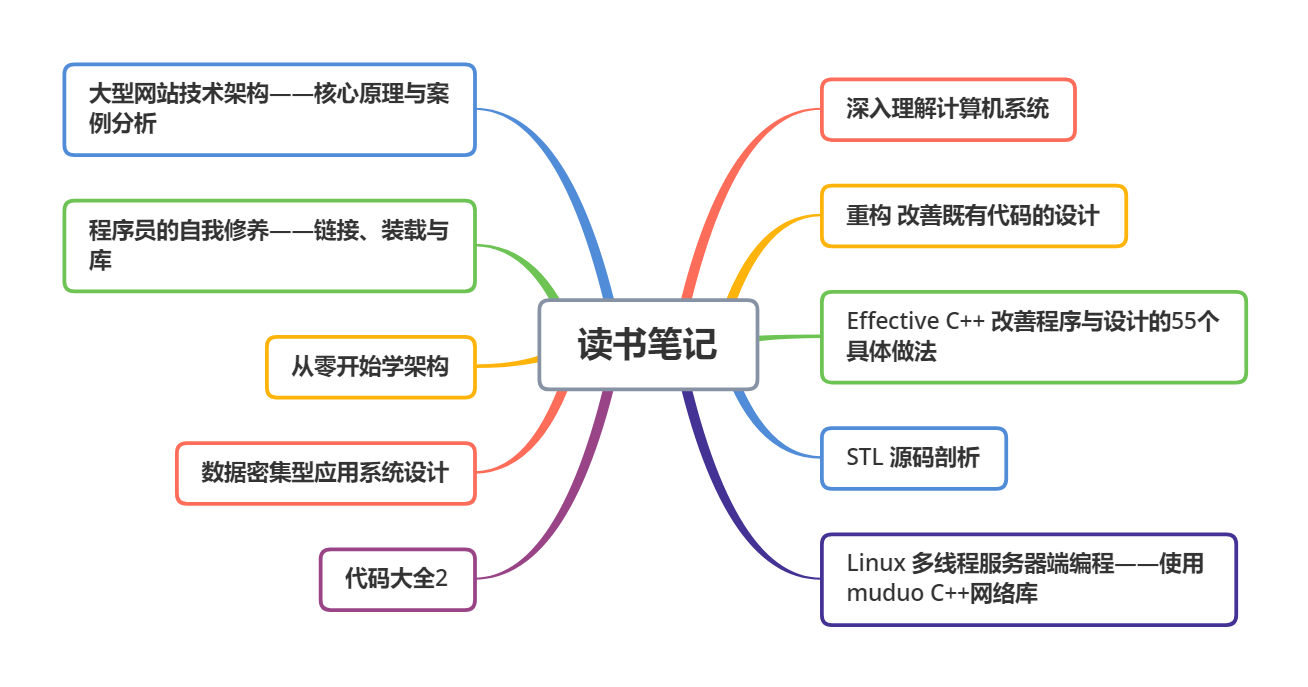 读书笔记
深入理解计算机系统
重构 改善既有代码的设计
Effective C++ 改善程序与设计的55个
具体做法
STL 源码剖析
Linux 多线程服务器端编程——使用
muduo C++网络库
大型网站技术架构——核心原理与案
例分析
程序员的自我修养——链接、装载与
库
从零开始学架构
数据密集型应用系统设计
代码大全2